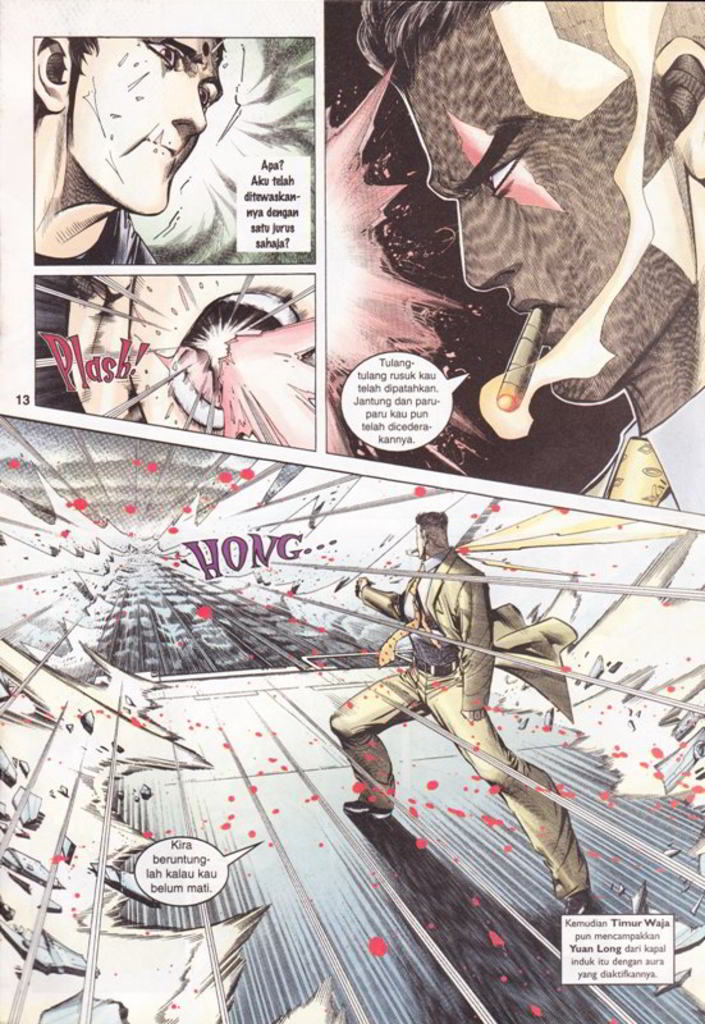 Apa?
Aku telah
ditewaskan-
nya dengan
satu jurus
sahaja?
Tulang-
tulang rusuk kau
telah dipatahkan.
Jantung dan paru-
paru kau pun
telah dicedera-
kannya.
Plash!
13
HONG
Kira
beruntung-
lah kalau kau
belum mati.
Kemudian Timur Waja
pun mencampakkan
Yuan Long dari kapal
induk itu dengan aura
yang diaktifkannya.